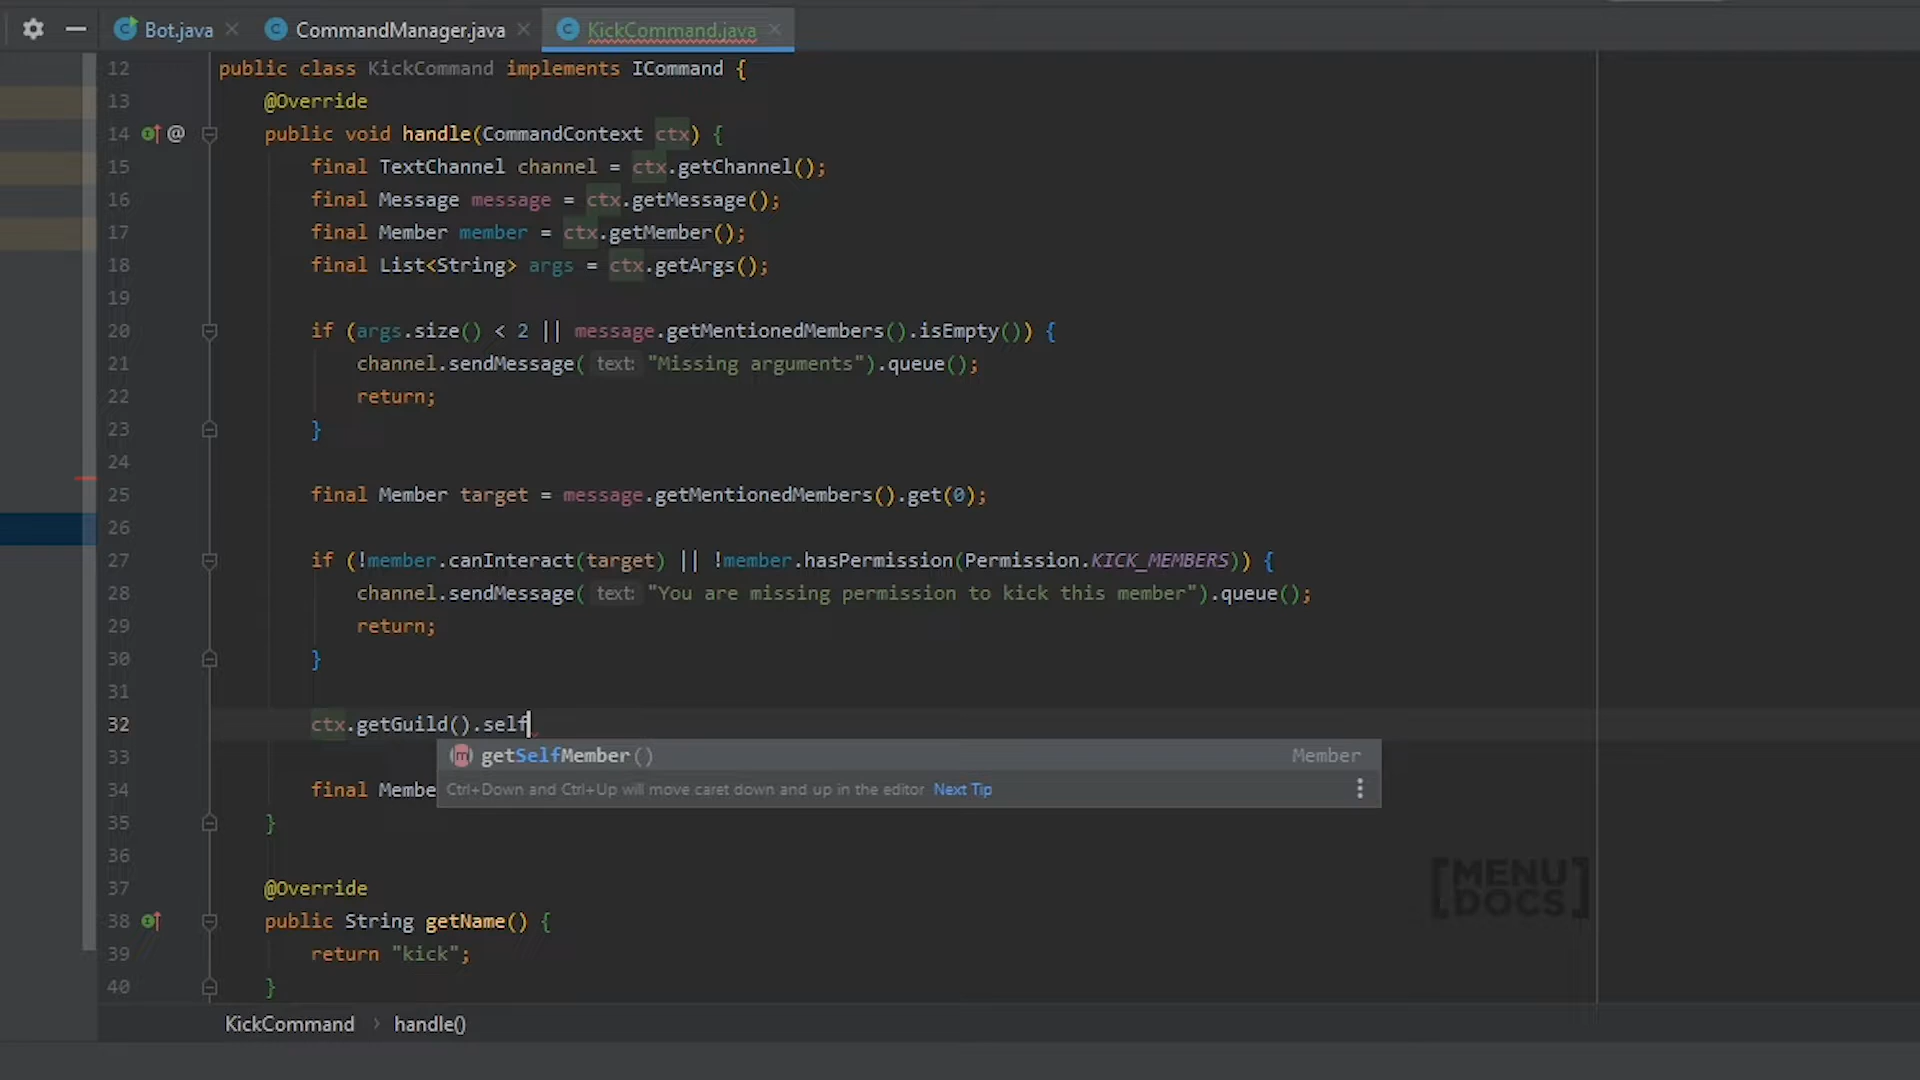 Bot.java CommandManager.java KickCommand.java
12 public class KickCommand implements ICommand {
13 @Override
14 @ public void handle(CommandContext ctx) {
15 final TextChannel channel = ctx.getChannel();
16 final Message message = ctx.getMessage();
17 final Member member = ctx.getMember();
18 final List<String> args = ctx.getArgs();
19
20 if (args.size() < 2 || message.getMentionedMembers().isEmpty()) {
21 channel.sendMessage( text: "Missing arguments").queue();
22 return;
23 }
24
25 final Member target = message.getMentionedMembers().get(0);
26
27 if (!member.canInteract(target) || !member.hasPermission(Permission.KICK_MEMBERS)) {
28 channel.sendMessage( text: "You are missing permission to kick this member").queue();
29 return;
30 }
31
32 ctx.getGuild().self
33 getSelfMember() Member
34 final Membe Ctrl+Down and Ctrl+Up will move caret down and up in the editor Next Tip
35 }
36
37 @Override
38 public String getName() {
39 return "kick";
40 }
[MENU DOCS]
KickCommand › handle()